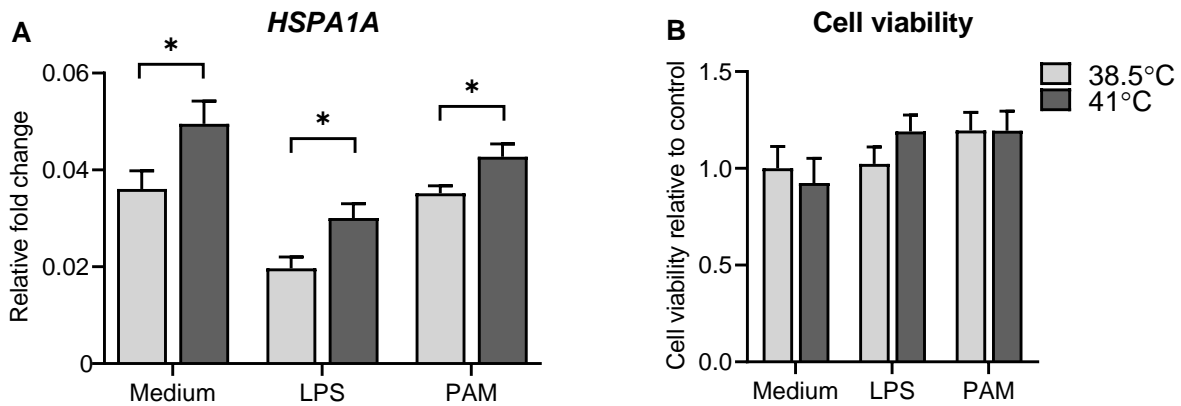 A
HSPA1A
Relative fold change
0.06
0.04
0.02
0
*
*
*
Medium
LPS
PAM
B
Cell viability
Cell viability relative to control
1.5
1.0
0.5
0.0
Medium
LPS
PAM
38.5°C
41°C